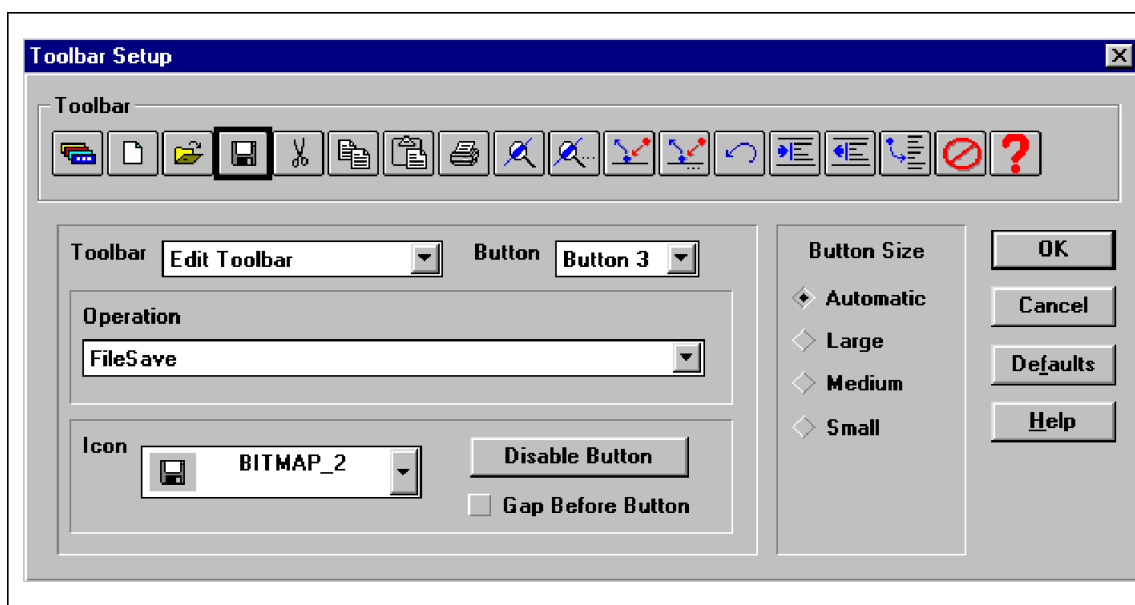 Toolbar Setup
Toolbar
Toolbar Edit Toolbar Button Button 3
Operation
FileSave
Icon BITMAP_2
Disable Button
Gap Before Button
Button Size
Automatic
Large
Medium
Small
OK
Cancel
Defaults
Help